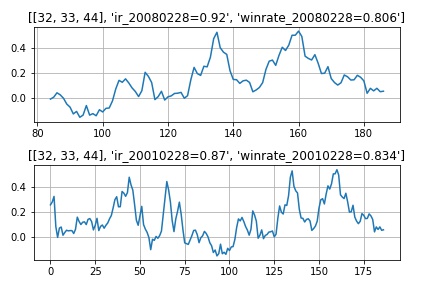 [[32, 33, 44], 'ir_20080228=0.92', 'winrate_20080228=0.806']
0.4
0.2
0.0
80 100 120 140 160 180
[[32, 33, 44], 'ir_20010228=0.87', 'winrate_20010228=0.834']
0.4
0.2
0.0
0 25 50 75 100 125 150 175